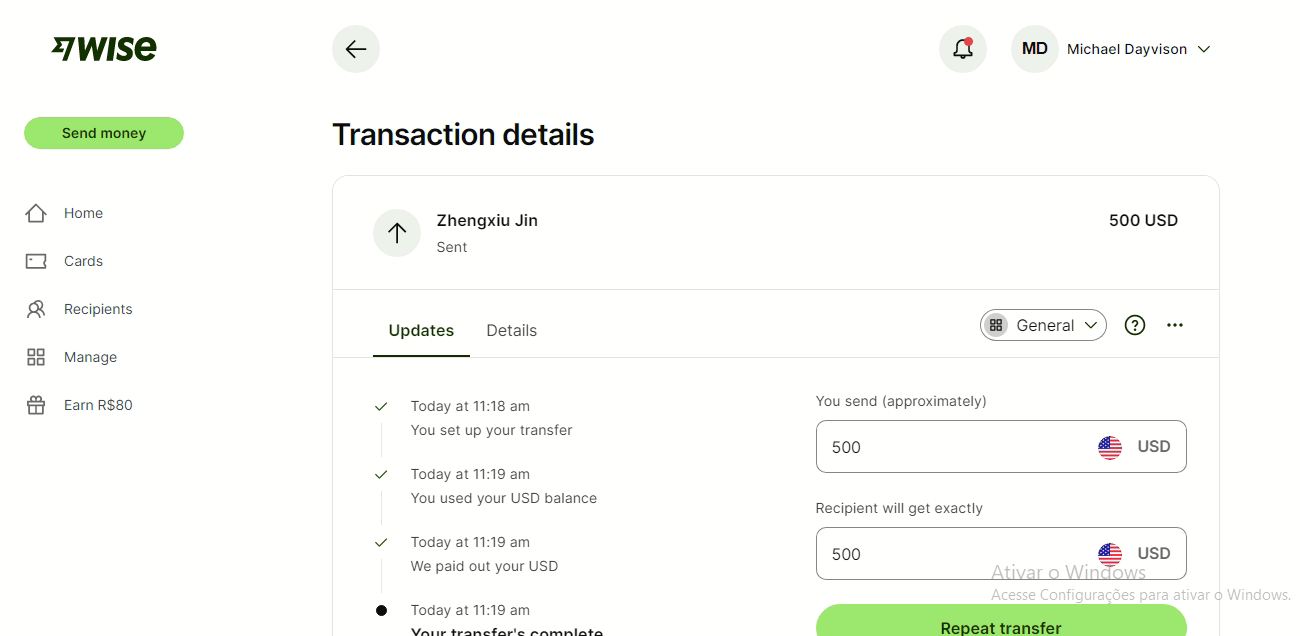 WISE
MD
Michael Dayvison
Send money
Transaction details
Home
Cards
Recipients
Manage
Earn R$80
Zhengxiu Jin
Sent
500 USD
Updates
Details
General
?
Today at 11:18 am
You set up your transfer
Today at 11:19 am
You used your USD balance
Today at 11:19 am
We paid out your USD
Today at 11:19 am
Your transfer's complete
You send (approximately)
500
USD
Recipient will get exactly
500
USD
Ativar o Windows
Acesse Configurações para ativar o Windows.
Repeat transfer